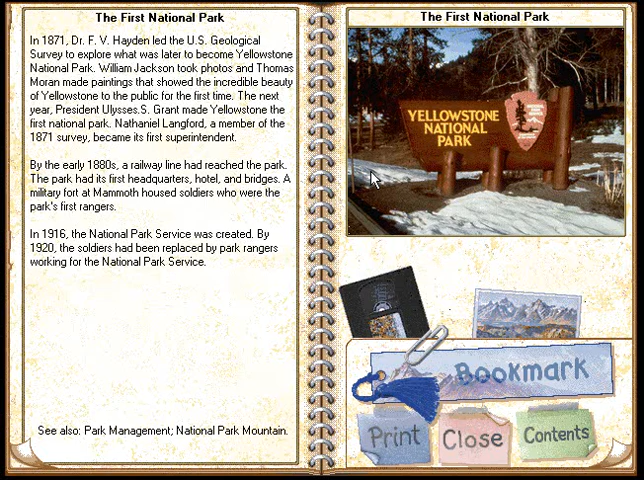 The First National Park
In 1871, Dr. F. V. Hayden led the U.S. Geological
Survey to explore what was later to become Yellowstone
National Park. William Jackson took photos and Thomas
Moran made paintings that showed the incredible beauty
of Yellowstone to the public for the first time. The next
year, President Ulysses.S. Grant made Yellowstone the
first national park. Nathaniel Langford, a member of the
1871 survey, became its first superintendent.
By the early 1880s, a railway line had reached the park.
The park had its first headquarters, hotel, and bridges. A
military fort at Mammoth housed soldiers who were the
park's first rangers.
In 1916, the National Park Service was created. By
1920, the soldiers had been replaced by park rangers
working for the National Park Service.
See also: Park Management; National Park Mountain.
The First National Park
YELLOWSTONE
NATIONAL
PARK
Bookmark
Print
Close
Contents